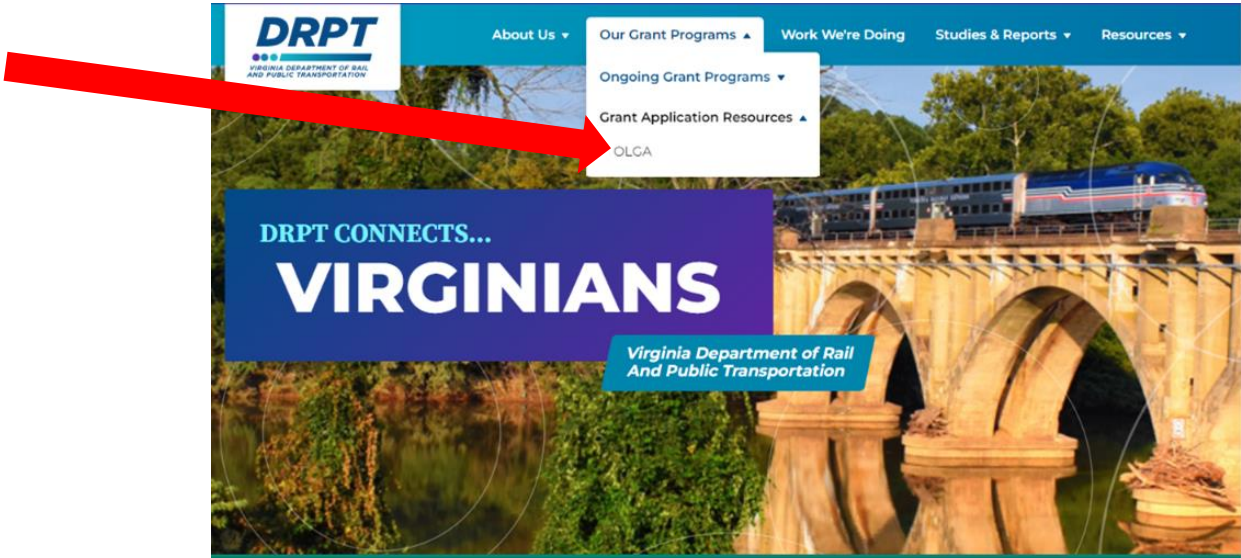 DRPT
VIRGINIA DEPARTMENT OF RAIL
AND PUBLIC TRANSPORTATION
About Us ▾ Our Grant Programs ▴ Work We're Doing Studies & Reports ▾ Resources ▾
Ongoing Grant Programs ▾
Grant Application Resources ▴
OLGA
DRPT CONNECTS...
VIRGINIANS
Virginia Department of Rail
And Public Transportation